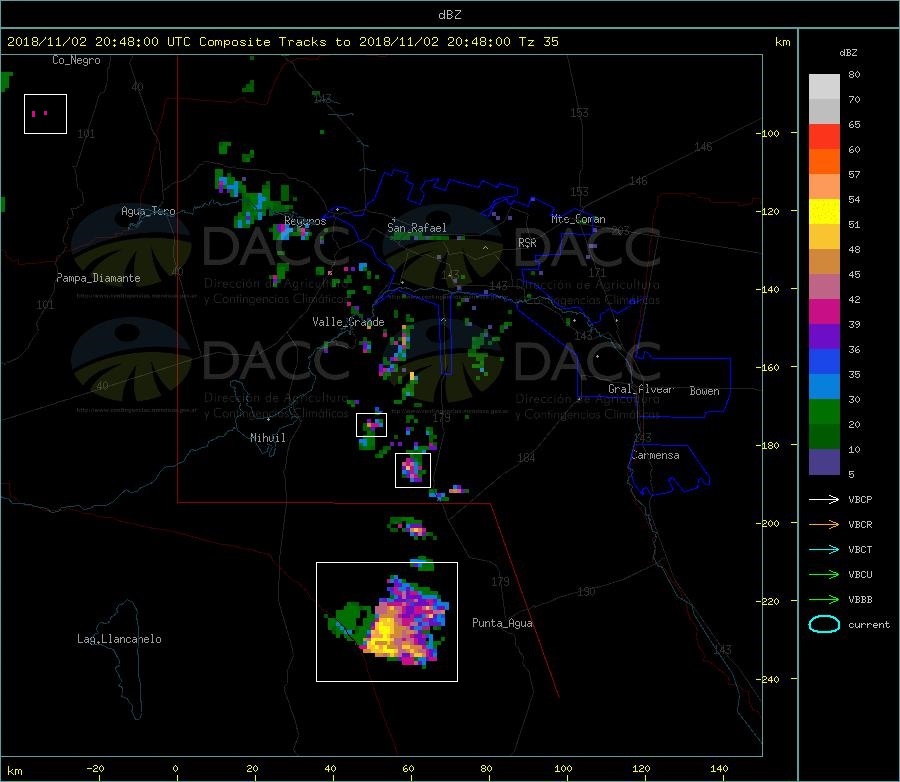 dBZ
2018/11/02 20:48:00 UTC Composite Tracks to 2018/11/02 20:48:00 Tz 35
km
dBZ
Co_Negro
80
70
65
60
57
54
51
48
45
42
39
36
35
30
20
10
5
40
143
153
101
146
-100
146
153
Agua_Toro
Reyunos
San_Rafael
Mte_Coman
-120
203
RSR
DACC
DACC
Dirección de Agricultura
y Contingencias Climáticas
Dirección de Agricultura
y Contingencias Climáticas
Pampa_Diamante
40
143
171
143
-140
101
Valle_Grande
143
DACC
DACC
-160
40
Dirección de Agricultura
y Contingencias Climáticas
Dirección de Agricultura
y Contingencias Climáticas
Gral_Alvear
Bowen
179
Nihuil
143
-180
184
Carmensa
VBCP
-200
VBCR
VBCT
179
190
VBCU
-220
VBBB
Punta_Agua
current
Lag_Llancanelo
143
-240
km
-20
0
20
40
60
80
100
120
140